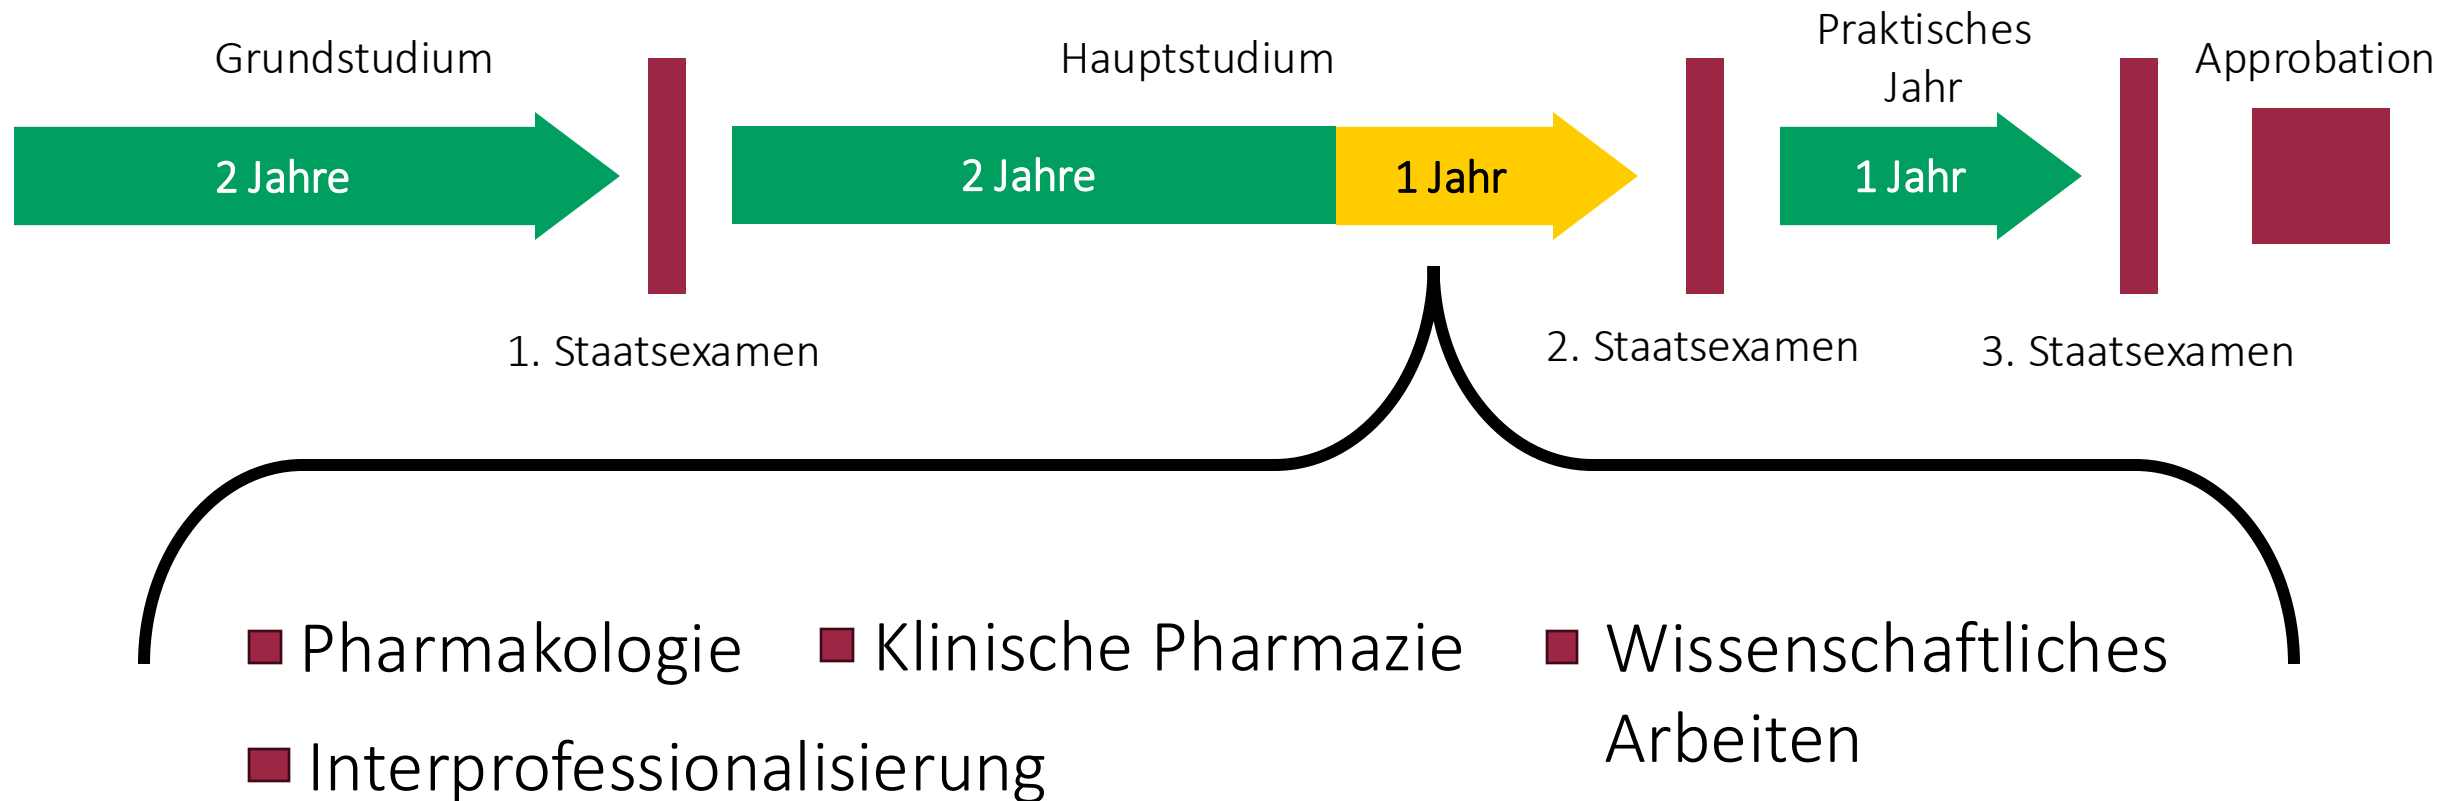 Grundstudium
Hauptstudium
Praktisches
Jahr
Approbation
2 Jahre
2 Jahre
1 Jahr
1 Jahr
1. Staatsexamen
2. Staatsexamen
3. Staatsexamen
Pharmakologie
Klinische Pharmazie
Wissenschaftliches
Arbeiten
Interprofessionalisierung